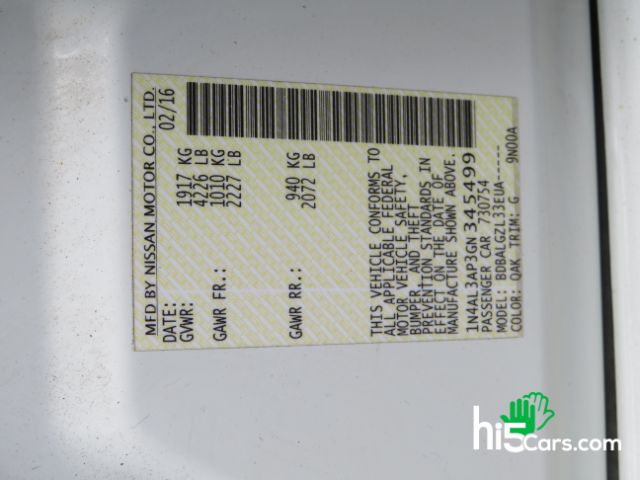 MFD BY NISSAN MOTOR CO., LTD.
DATE: 02/16
GVWR: 1917 KG
4226 LB
GAWR FR.: 1010 KG
2227 LB
GAWR RR.: 940 KG
2072 LB
THIS VEHICLE CONFORMS TO
ALL APPLICABLE FEDERAL
MOTOR VEHICLE SAFETY,
BUMPER, AND THEFT
PREVENTION STANDARDS IN
EFFECT ON THE DATE OF
MANUFACTURE SHOWN ABOVE.
1N4AL3AP3GN345499
PASSENGER CAR 730754
MODEL: BDBALGZL33EUA------
COLOR: QAK TRIM: G 9N00A
hi5Cars.com